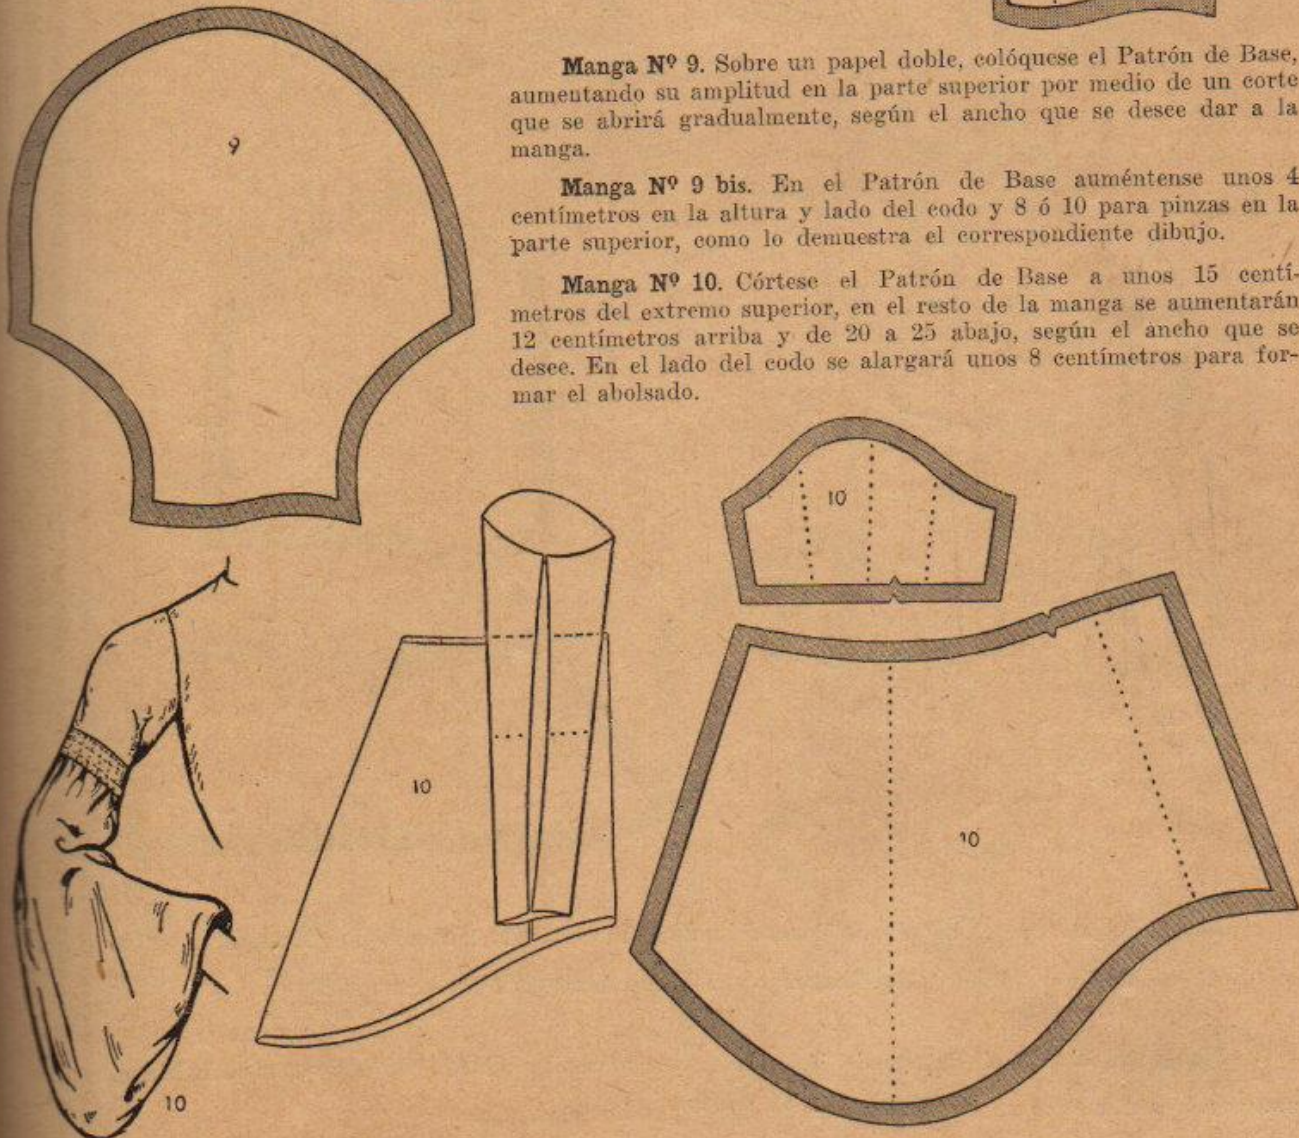 9
Manga Nº 9. Sobre un papel doble, colóquese el Patrón de Base,
aumentando su amplitud en la parte superior por medio de un corte
que se abrirá gradualmente, según el ancho que se desee dar a la
manga.
Manga Nº 9 bis. En el Patrón de Base auméntense unos 4
centímetros en la altura y lado del codo y 8 ó 10 para pinzas en la
parte superior, como lo demuestra el correspondiente dibujo.
Manga Nº 10. Córtese el Patrón de Base a unos 15 centí-
metros del extremo superior, en el resto de la manga se aumentarán
12 centímetros arriba y de 20 a 25 abajo, según el ancho que se
desee. En el lado del codo se alargará unos 8 centímetros para for-
mar el abolsado.
10
10
10
10